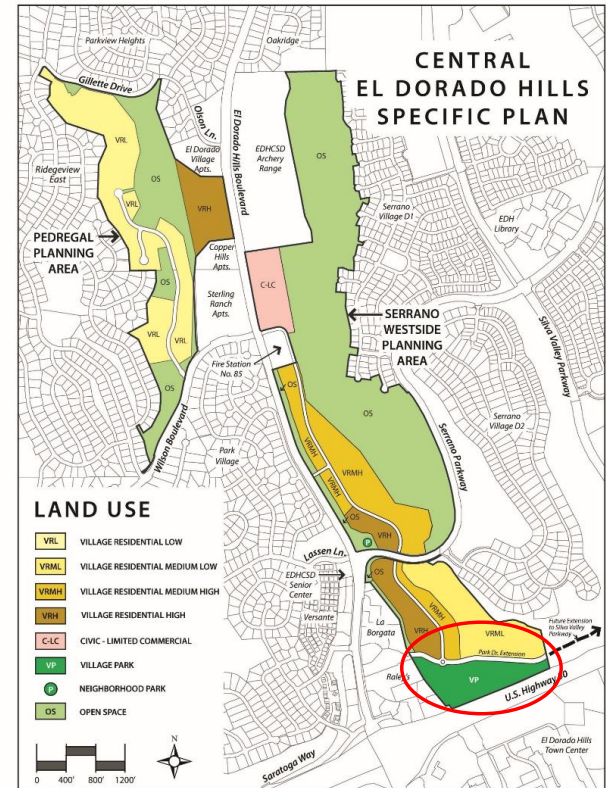 CENTRAL
EL DORADO HILLS
SPECIFIC PLAN
Parkview Heights
Oakridge
Gillette Drive
Olson Ln.
El Dorado Hills Boulevard
El Dorado
Village
Apts.
EDHCSD
Archery
Range
OS
VRL
OS
VRL
VRH
Ridgeview
East
Serrano
Village D1
EDH
Library
PEDREGAL
PLANNING
AREA
Copper
Hills
Apts.
OS
C-LC
Sterling
Ranch
Apts.
SERRANO
WESTSIDE
PLANNING
AREA
Silva Valley Parkway
VRL
VRL
Fire Station
No. 85
OS
OS
OS
Wilson Boulevard
Park
Village
VRMH
VRMH
VRMH
Serrano Parkway
Serrano
Village D2
OS
VRH
P
Lassen Ln.
EDHCSD
Senior
Center
OS
Versante
La
Borgata
VRH
VRMH
VRML
Future Extension
to Silva Valley
Parkway
Park Dr. Extension
Raley's
VP
U.S. Highway 50
El Dorado Hills
Town Center
Saratoga Way
LAND USE
VRL VILLAGE RESIDENTIAL LOW
VRML VILLAGE RESIDENTIAL MEDIUM LOW
VRMH VILLAGE RESIDENTIAL MEDIUM HIGH
VRH VILLAGE RESIDENTIAL HIGH
C-LC CIVIC - LIMITED COMMERCIAL
VP VILLAGE PARK
P NEIGHBORHOOD PARK
OS OPEN SPACE
0 400' 800' 1200'
N